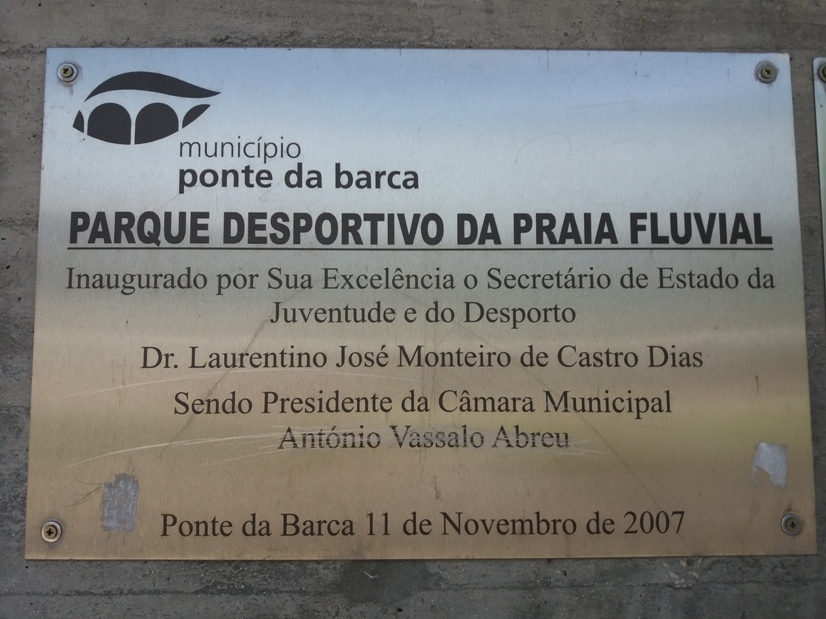 município
ponte da barca
PARQUE DESPORTIVO DA PRAIA FLUVIAL
Inaugurado por Sua Excelência o Secretário de Estado da
Juventude e do Desporto
Dr. Laurentino José Monteiro de Castro Dias
Sendo Presidente da Câmara Municipal
António Vassalo Abreu
Ponte da Barca 11 de Novembro de 2007